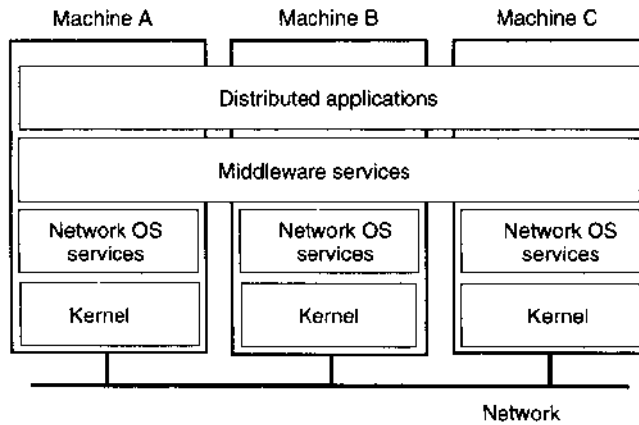 Machine A
Machine B
Machine C
Distributed applications
Middleware services
Network OS
services
Network OS
services
Network OS
services
Kernel
Kernel
Kernel
Network